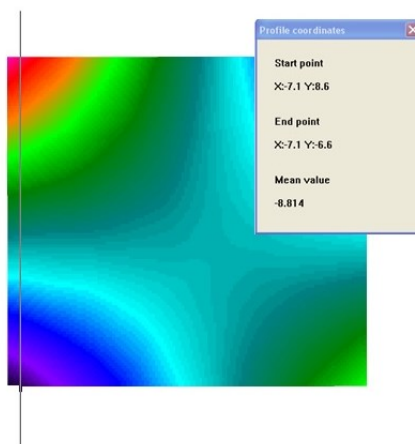 Profile coordinates
Start point
X:-7.1 Y:8.6
End point
X:-7.1 Y:-6.6
Mean value
-8.814